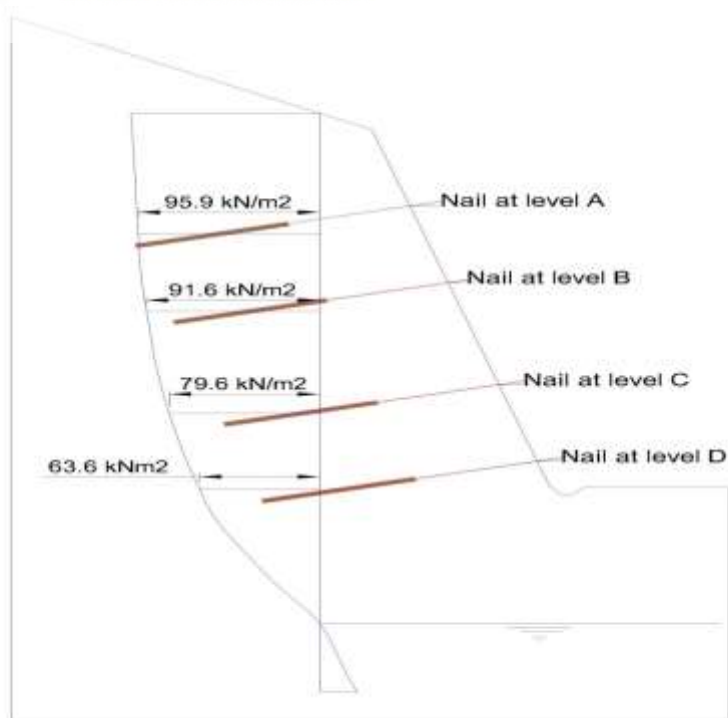 95.9 kN/m2
Nail at level A
91.6 kN/m2
Nail at level B
79.6 kN/m2
Nail at level C
63.6 kNm2
Nail at level D